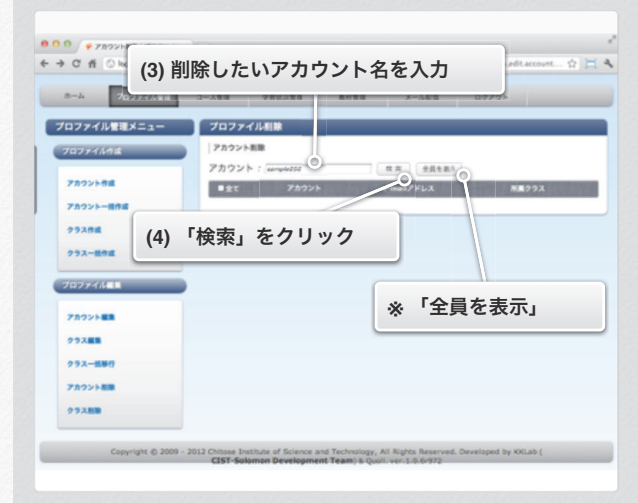 (3) 削除したいアカウント名を入力
ホーム プロファイル管理 コース管理 教材管理 メール配信 ログアウト
プロファイル管理メニュー
プロファイル削除
プロファイル作成
アカウント削除
アカウント : sample202 検索 全員を表示
アカウント作成
■全て アカウント 所属クラス
アカウント一括作成
クラス作成
(4) 「検索」をクリック
クラス一括作成
プロファイル編集
※ 「全員を表示」
アカウント編集
クラス編集
クラス一括移行
アカウント削除
クラス削除
Copyright © 2009 - 2012 Chitose Institute of Science and Technology, All Rights Reserved. Developed by KKLab (
CIST-Solomon Development Team) & Quoll. ver.1.0.6r972